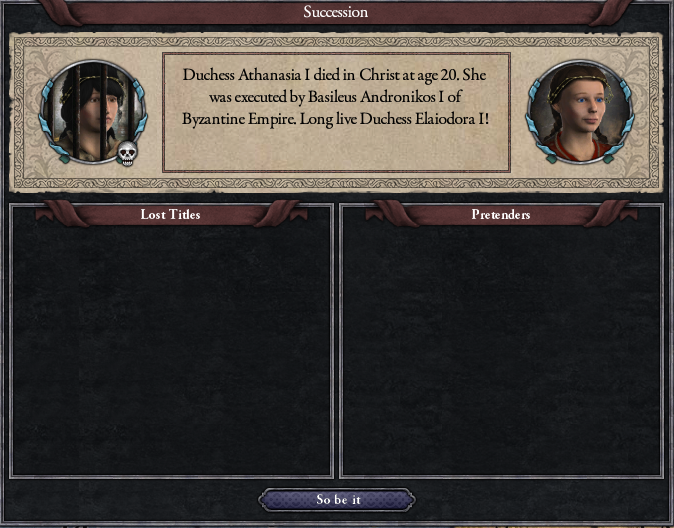 Succession
Duchess Athanasia I died in Christ at age 20. She
was executed by Basileus Andronikos I of
Byzantine Empire. Long live Duchess Elaiodora I!
Lost Titles
Pretenders
So be it